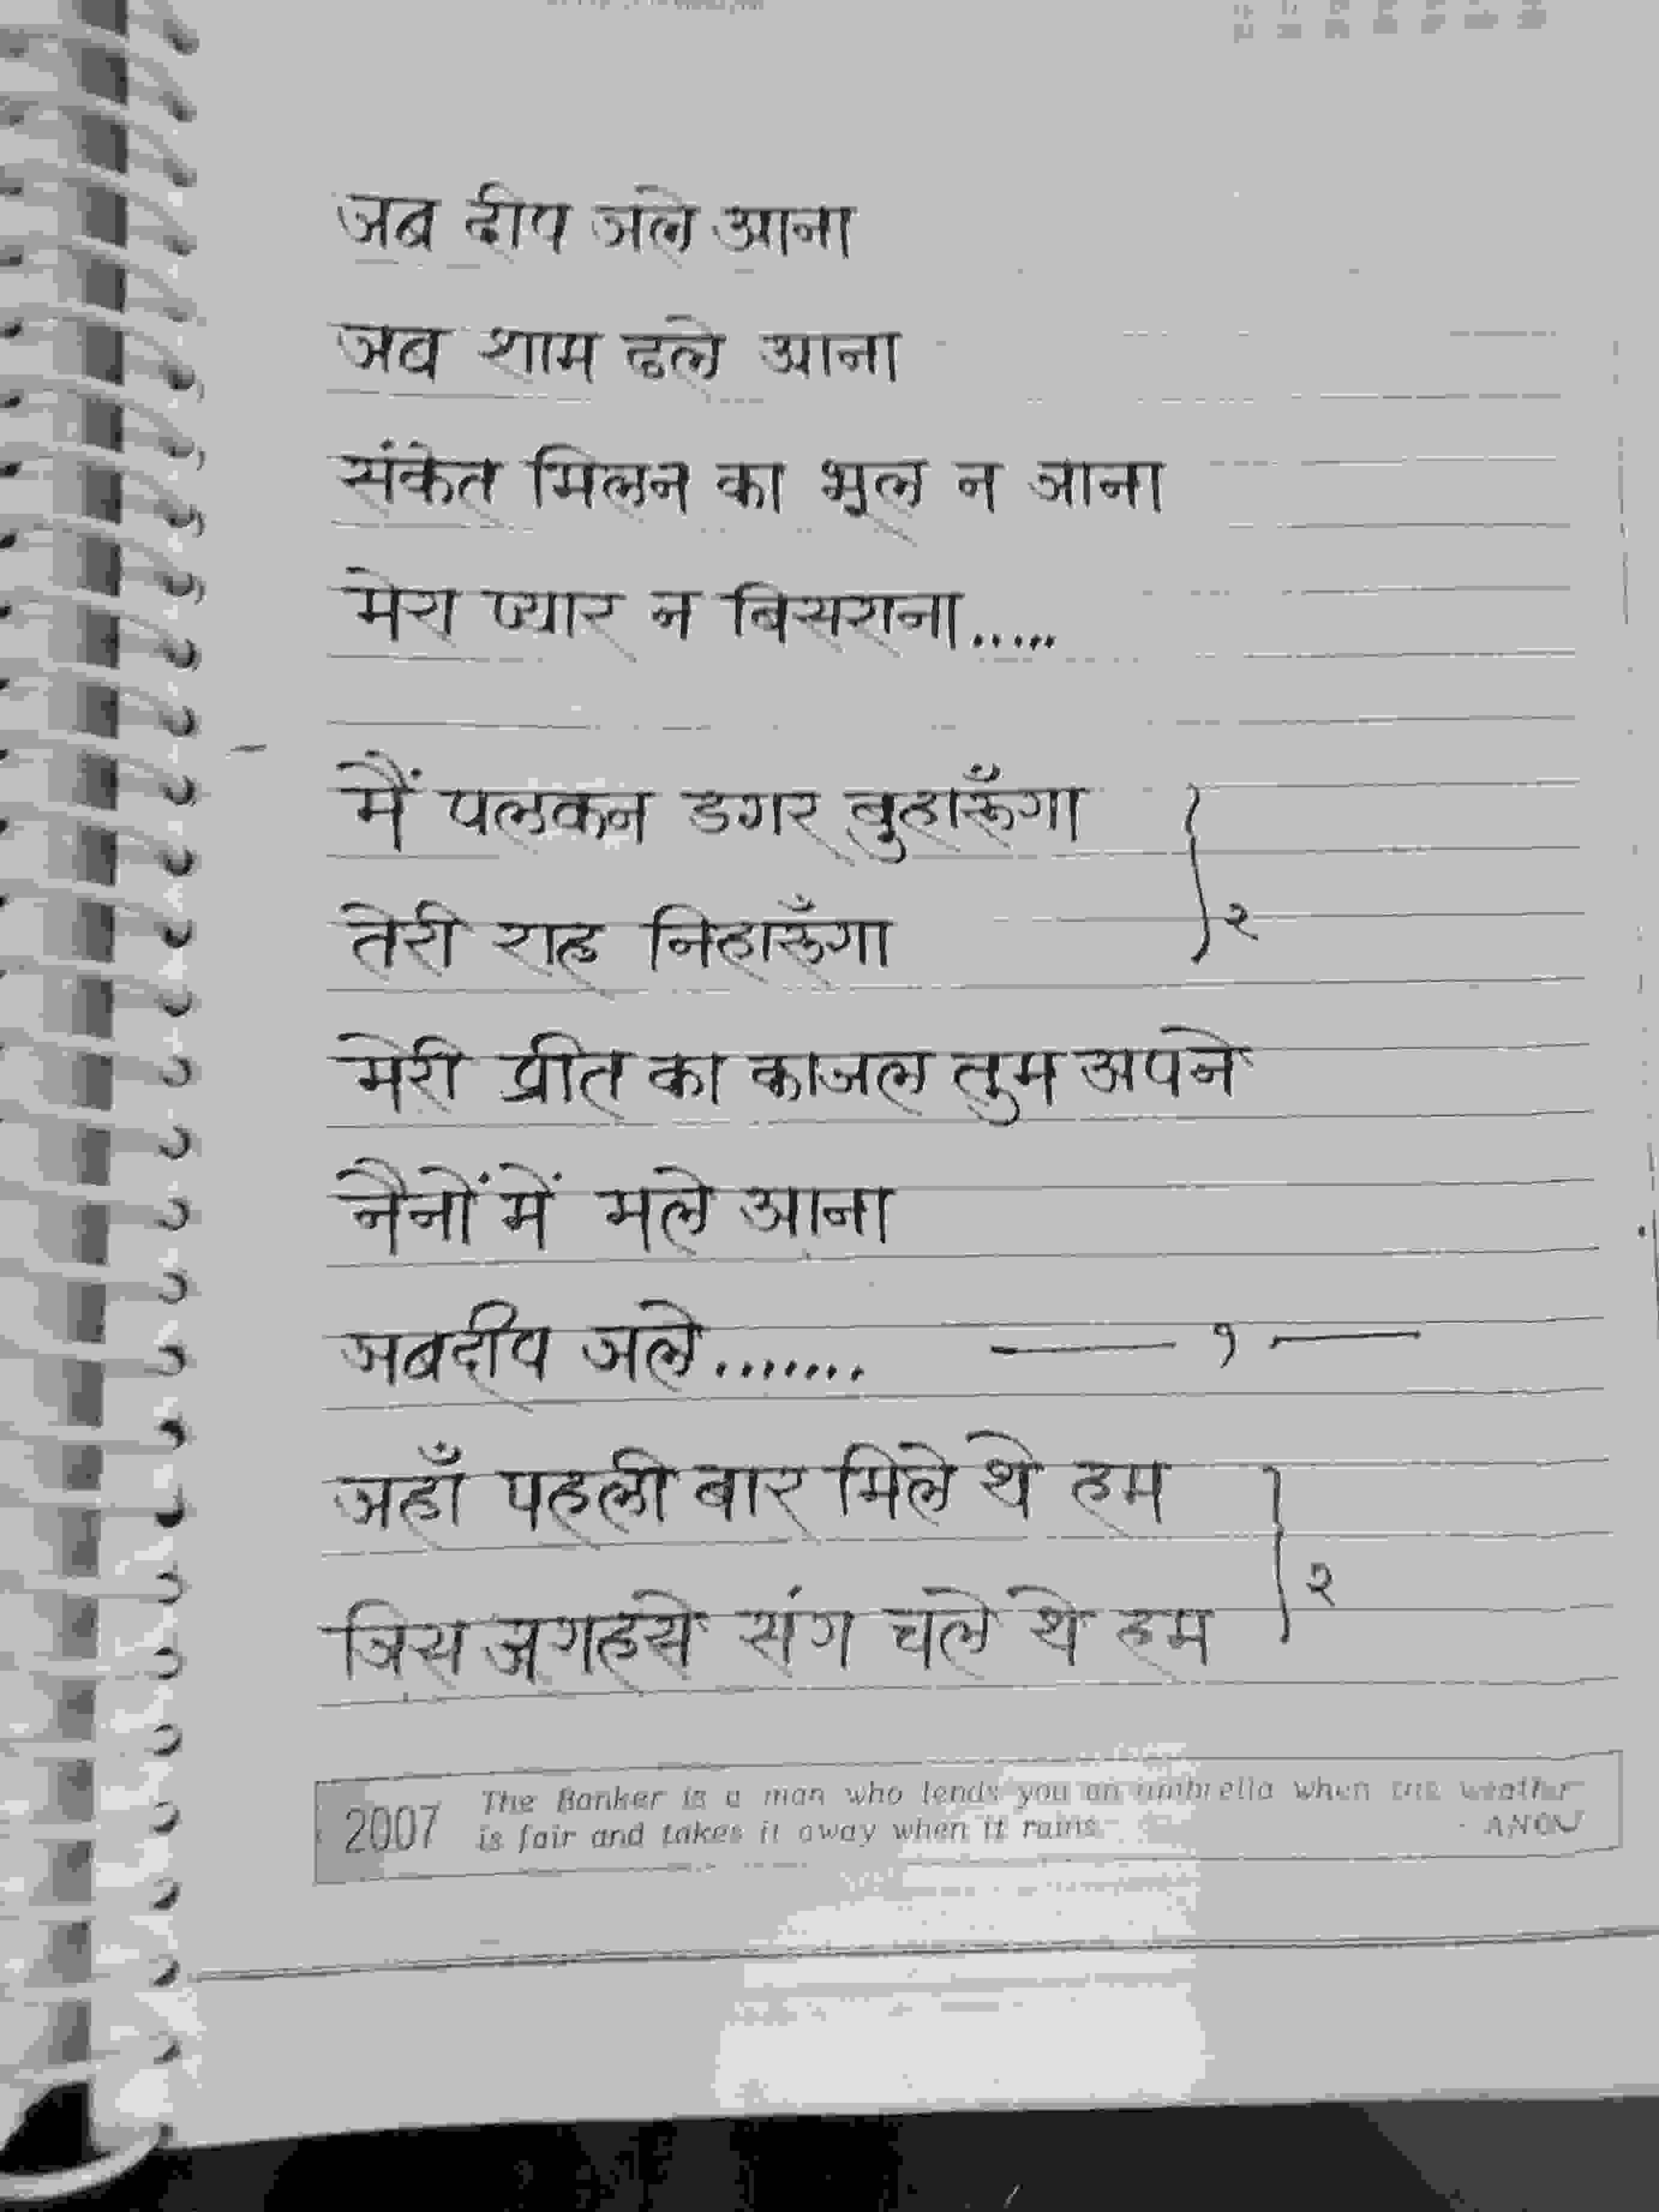 जब दीप जले आना
जब शाम ढले आना
संकेत मिलन का भूल न जाना
मेरा प्यार न बिसराना.....
मैं पलकन डगर बुहारूँगा
तेरी राह निहारूँगा } २
मेरी प्रीत का काजल तुम अपने
नैनों में मले आना
जबदीप जले....... — १ —
जहाँ पहली बार मिले थे हम
जिस जगहसे संग चले थे हम } २
2007 The Banker is a man who lends you an umbrella when the weather
is fair and takes it away when it rains. - ANON